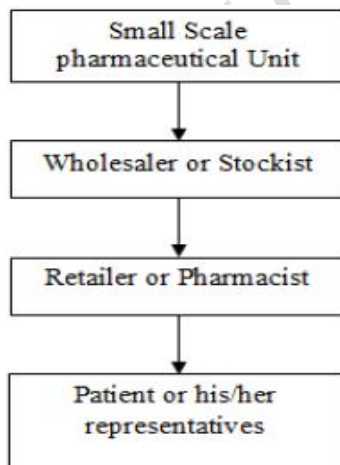 Small Scale
pharmaceutical Unit
Wholesaler or Stockist
Retailer or Pharmacist
Patient or his/her
representatives